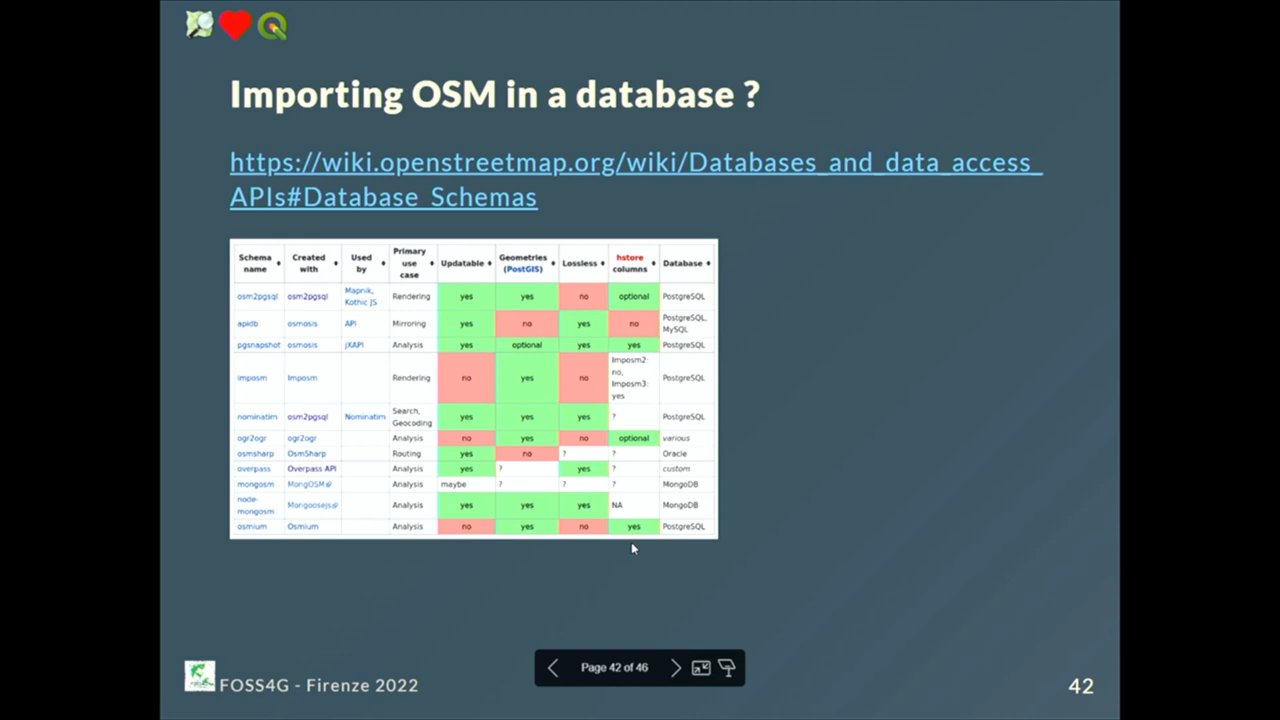 Importing OSM in a database ?
https://wiki.openstreetmap.org/wiki/Databases_and_data_access_
APIs#Database_Schemas
Schema name Created with Used by Primary use case Updatable Geometries (PostGIS) Lossless hstore columns Database
osm2pgsql osm2pgsql Mapnik, Kothic JS Rendering yes yes no optional PostgreSQL
apidb osmosis API Mirroring yes no yes no PostgreSQL, MySQL
pgsnapshot osmosis jXAPI Analysis yes optional yes yes PostgreSQL
imposm Imposm Rendering no yes no Imposm2: no, Imposm3: yes PostgreSQL
nominatim osm2pgsql Nominatim Search, Geocoding yes yes yes ? PostgreSQL
ogr2ogr ogr2ogr Analysis no yes no optional various
osmsharp OsmSharp Routing yes no ? ? Oracle
overpass Overpass API Analysis yes ? yes ? custom
mongosm MongOSM Analysis maybe ? ? ? MongoDB
node-mongosm Mongoosejs Analysis yes yes yes NA MongoDB
osmium Osmium Analysis no yes no yes PostgreSQL
Page 42 of 46
FOSS4G - Firenze 2022
42